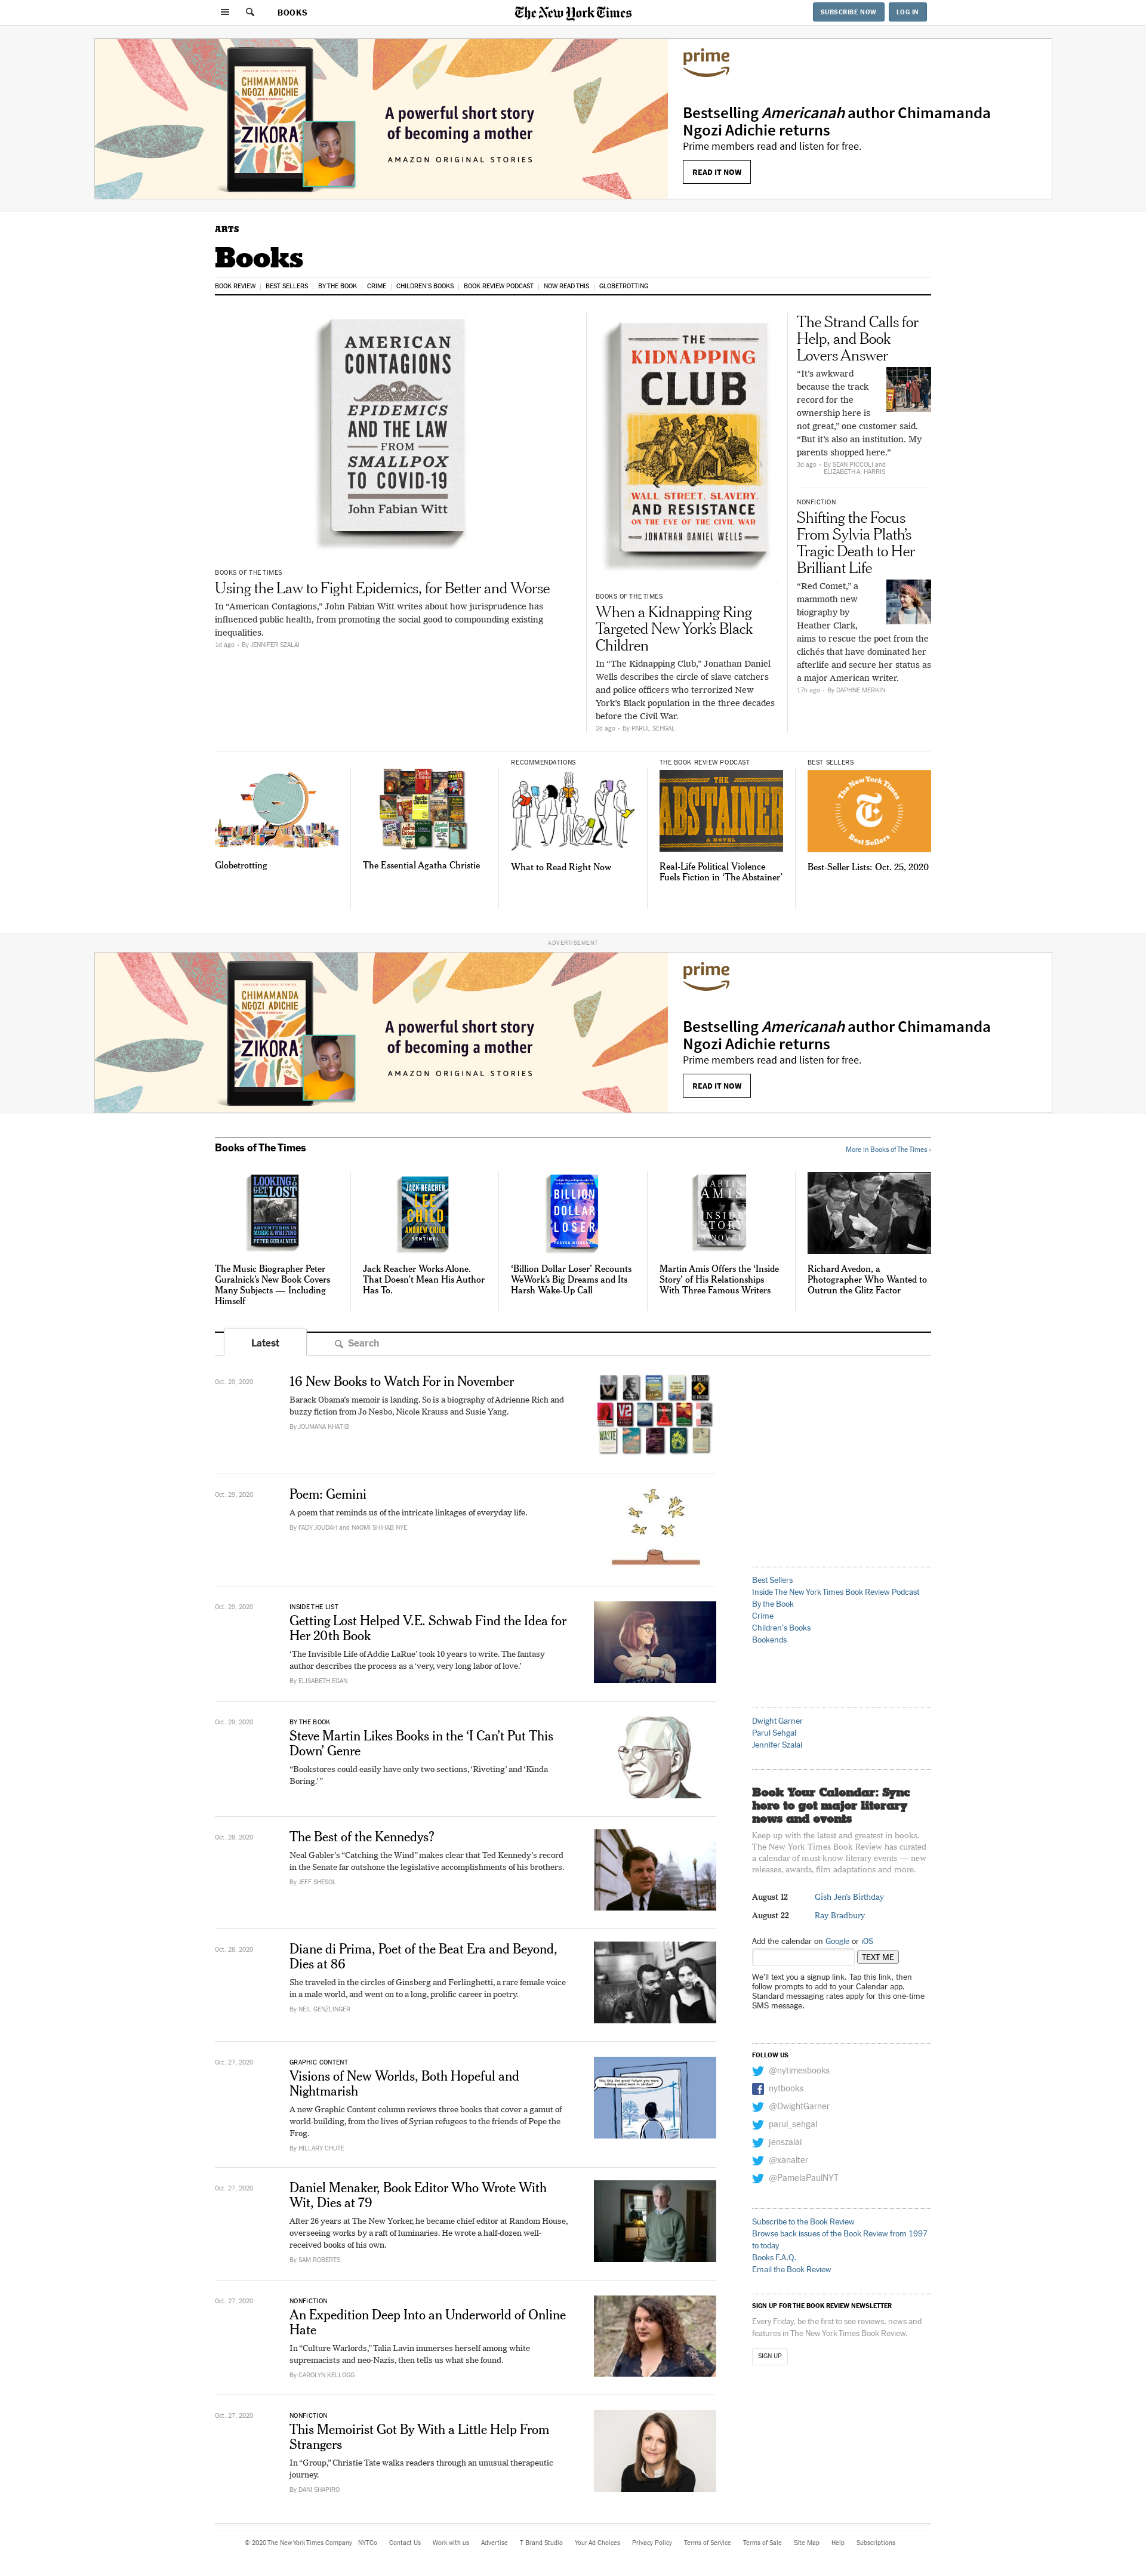 BOOKS
The New York Times
SUBSCRIBE NOW
LOG IN
AMAZON ORIGINAL STORIES
CHIMAMANDA
NGOZI ADICHIE
ZIKORA
A powerful short story
of becoming a mother
AMAZON ORIGINAL STORIES
prime
Bestselling Americanah author Chimamanda
Ngozi Adichie returns
Prime members read and listen for free.
READ IT NOW
ARTS
Books
BOOK REVIEW | BEST SELLERS | BY THE BOOK | CRIME | CHILDREN'S BOOKS | BOOK REVIEW PODCAST | NOW READ THIS | GLOBETROTTING
AMERICAN
CONTAGIONS
EPIDEMICS
AND THE LAW
FROM
SMALLPOX
TO COVID-19
John Fabian Witt
BOOKS OF THE TIMES
Using the Law to Fight Epidemics, for Better and Worse
In “American Contagions,” John Fabian Witt writes about how jurisprudence has
influenced public health, from promoting the social good to compounding existing
inequalities.
1d ago - By JENNIFER SZALAI
THE
KIDNAPPING
CLUB
WALL STREET, SLAVERY,
AND RESISTANCE
ON THE EVE OF THE CIVIL WAR
JONATHAN DANIEL WELLS
BOOKS OF THE TIMES
When a Kidnapping Ring
Targeted New York’s Black
Children
In “The Kidnapping Club,” Jonathan Daniel
Wells describes the circle of slave catchers
and police officers who terrorized New
York’s Black population in the three decades
before the Civil War.
2d ago - By PARUL SEHGAL
The Strand Calls for
Help, and Book
Lovers Answer
“It’s awkward
because the track
record for the
ownership here is
not great,” one customer said.
“But it’s also an institution. My
parents shopped here.”
3d ago - By SEAN PICCOLI and
ELIZABETH A. HARRIS
NONFICTION
Shifting the Focus
From Sylvia Plath’s
Tragic Death to Her
Brilliant Life
“Red Comet,” a
mammoth new
biography by
Heather Clark,
aims to rescue the poet from the
clichés that have dominated her
afterlife and secure her status as
a major American writer.
17h ago - By DAPHNE MERKIN
Globetrotting
The Essential Agatha Christie
RECOMMENDATIONS
What to Read Right Now
THE BOOK REVIEW PODCAST
THE
ABSTAINER
A NOVEL
Real-Life Political Violence
Fuels Fiction in ‘The Abstainer’
BEST SELLERS
The New York Times
Best Sellers
Best-Seller Lists: Oct. 25, 2020
ADVERTISEMENT
AMAZON ORIGINAL STORIES
CHIMAMANDA
NGOZI ADICHIE
ZIKORA
A powerful short story
of becoming a mother
AMAZON ORIGINAL STORIES
prime
Bestselling Americanah author Chimamanda
Ngozi Adichie returns
Prime members read and listen for free.
READ IT NOW
Books of The Times
More in Books of The Times ›
LOOKING TO
GET LOST
ADVENTURES IN
MUSIC & WRITING
PETER GURALNICK
The Music Biographer Peter
Guralnick’s New Book Covers
Many Subjects — Including
Himself
JACK REACHER
LEE
CHILD
ANDREW CHILD
SENTINEL
Jack Reacher Works Alone.
That Doesn’t Mean His Author
Has To.
BILLION
DOLLAR
LOSER
REEVES WIEDEMAN
‘Billion Dollar Loser’ Recounts
WeWork’s Big Dreams and Its
Harsh Wake-Up Call
MARTIN
AMIS
INSIDE
STORY
A NOVEL
Martin Amis Offers the ‘Inside
Story’ of His Relationships
With Three Famous Writers
Richard Avedon, a
Photographer Who Wanted to
Outrun the Glitz Factor
Latest
Search
Oct. 29, 2020
16 New Books to Watch For in November
Barack Obama’s memoir is landing. So is a biography of Adrienne Rich and
buzzy fiction from Jo Nesbo, Nicole Krauss and Susie Yang.
By JOUMANA KHATIB
V2
WASTE
Oct. 29, 2020
Poem: Gemini
A poem that reminds us of the intricate linkages of everyday life.
By FADY JOUDAH and NAOMI SHIHAB NYE
Oct. 29, 2020
INSIDE THE LIST
Getting Lost Helped V.E. Schwab Find the Idea for
Her 20th Book
‘The Invisible Life of Addie LaRue’ took 10 years to write. The fantasy
author describes the process as a ‘very, very long labor of love.’
By ELISABETH EGAN
Oct. 29, 2020
BY THE BOOK
Steve Martin Likes Books in the ‘I Can’t Put This
Down’ Genre
“Bookstores could easily have only two sections, ‘Riveting’ and ‘Kinda
Boring.’ ”
Oct. 28, 2020
The Best of the Kennedys?
Neal Gabler’s “Catching the Wind” makes clear that Ted Kennedy’s record
in the Senate far outshone the legislative accomplishments of his brothers.
By JEFF SHESOL
Oct. 28, 2020
Diane di Prima, Poet of the Beat Era and Beyond,
Dies at 86
She traveled in the circles of Ginsberg and Ferlinghetti, a rare female voice
in a male world, and went on to a long, prolific career in poetry.
By NEIL GENZLINGER
Oct. 27, 2020
GRAPHIC CONTENT
Visions of New Worlds, Both Hopeful and
Nightmarish
A new Graphic Content column reviews three books that cover a gamut of
world-building, from the lives of Syrian refugees to the friends of Pepe the
Frog.
By HILLARY CHUTE
Oct. 27, 2020
Daniel Menaker, Book Editor Who Wrote With
Wit, Dies at 79
After 26 years at The New Yorker, he became chief editor at Random House,
overseeing works by a raft of luminaries. He wrote a half-dozen well-
received books of his own.
By SAM ROBERTS
Oct. 27, 2020
NONFICTION
An Expedition Deep Into an Underworld of Online
Hate
In “Culture Warlords,” Talia Lavin immerses herself among white
supremacists and neo-Nazis, then tells us what she found.
By CAROLYN KELLOGG
Oct. 27, 2020
NONFICTION
This Memoirist Got By With a Little Help From
Strangers
In “Group,” Christie Tate walks readers through an unusual therapeutic
journey.
By DANI SHAPIRO
Best Sellers
Inside The New York Times Book Review Podcast
By the Book
Crime
Children's Books
Bookends
Dwight Garner
Parul Sehgal
Jennifer Szalai
Book Your Calendar: Sync
here to get major literary
news and events
Keep up with the latest and greatest in books.
The New York Times Book Review has curated
a calendar of must-know literary events — new
releases, awards, film adaptations and more.
August 12 Gish Jen's Birthday
August 22 Ray Bradbury
Add the calendar on Google or iOS
TEXT ME
We'll text you a signup link. Tap this link, then
follow prompts to add to your Calendar app.
Standard messaging rates apply for this one-time
SMS message.
FOLLOW US
@nytimesbooks
nytbooks
@DwightGarner
parul_sehgal
jenszalai
@xanalter
@PamelaPaulNYT
Subscribe to the Book Review
Browse back issues of the Book Review from 1997
to today
Books F.A.Q.
Email the Book Review
SIGN UP FOR THE BOOK REVIEW NEWSLETTER
Every Friday, be the first to see reviews, news and
features in The New York Times Book Review.
SIGN UP
© 2020 The New York Times Company NYTCo Contact Us Work with us Advertise T Brand Studio Your Ad Choices Privacy Policy Terms of Service Terms of Sale Site Map Help Subscriptions